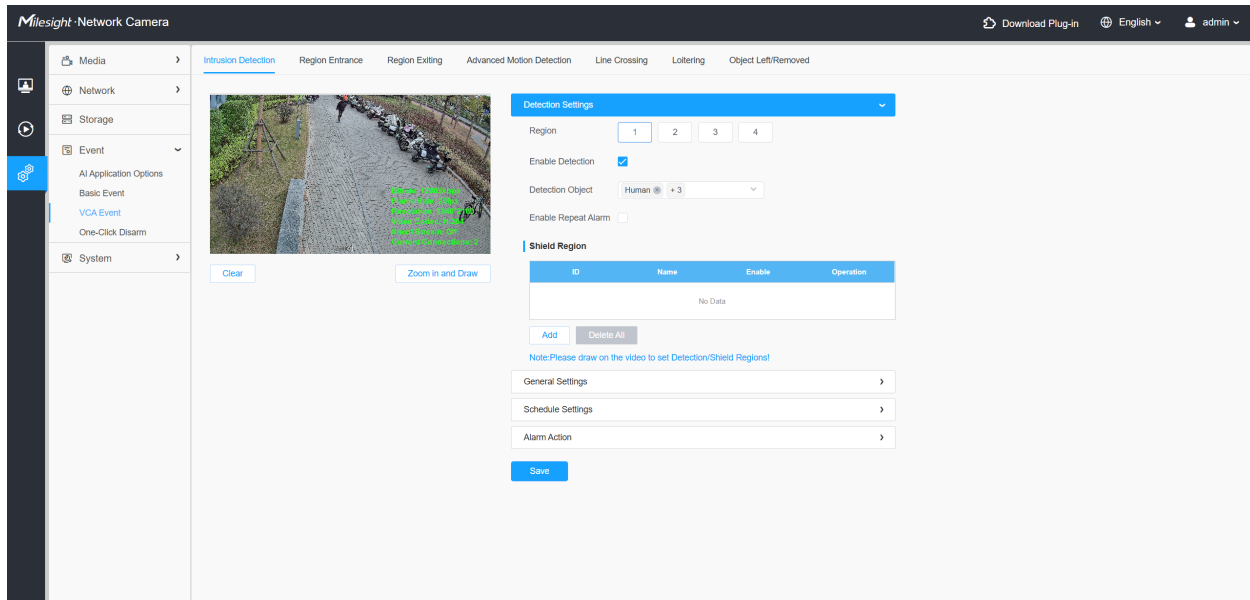 Milesight · Network Camera
Download Plug-in
English
admin
Media
Network
Storage
Event
AI Application Options
Basic Event
VCA Event
One-Click Disarm
System
Intrusion Detection Region Entrance Region Exiting Advanced Motion Detection Line Crossing Loitering Object Left/Removed
Clear
Zoom in and Draw
Detection Settings
Region 1 2 3 4
Enable Detection
Detection Object Human + 3
Enable Repeat Alarm
Shield Region
ID Name Enable Operation
No Data
Add Delete All
Note:Please draw on the video to set Detection/Shield Regions!
General Settings
Schedule Settings
Alarm Action
Save